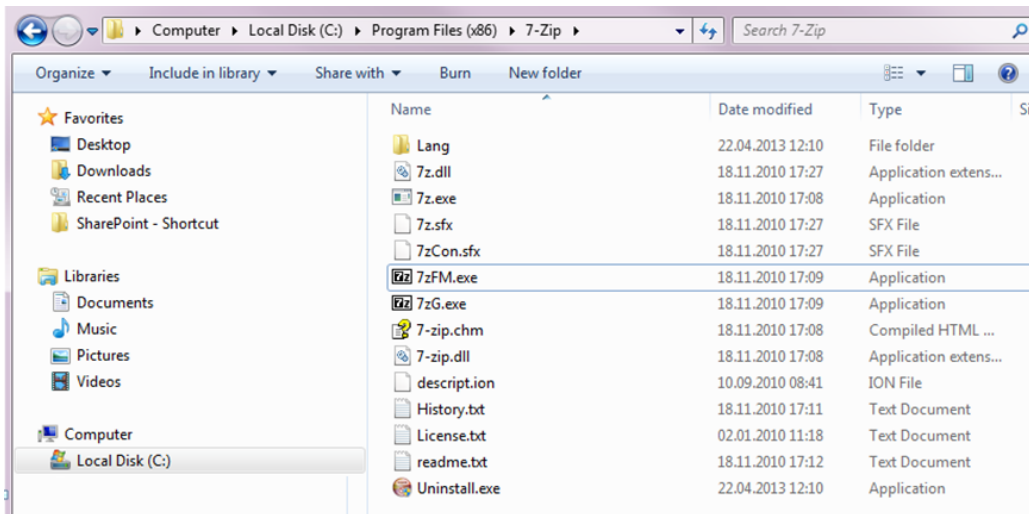 Computer Local Disk (C:) Program Files (x86) 7-Zip Search 7-Zip
Organize Include in library Share with Burn New folder
Favorites
Desktop
Downloads
Recent Places
SharePoint - Shortcut
Libraries
Documents
Music
Pictures
Videos
Computer
Local Disk (C:)
Name Date modified Type
Lang 22.04.2013 12:10 File folder
7z.dll 18.11.2010 17:27 Application extens...
7z.exe 18.11.2010 17:08 Application
7z.sfx 18.11.2010 17:27 SFX File
7zCon.sfx 18.11.2010 17:27 SFX File
7zFM.exe 18.11.2010 17:09 Application
7zG.exe 18.11.2010 17:09 Application
7-zip.chm 18.11.2010 17:08 Compiled HTML ...
7-zip.dll 18.11.2010 17:08 Application extens...
descript.ion 10.09.2010 08:41 ION File
History.txt 18.11.2010 17:11 Text Document
License.txt 02.01.2010 11:18 Text Document
readme.txt 18.11.2010 17:12 Text Document
Uninstall.exe 22.04.2013 12:10 Application